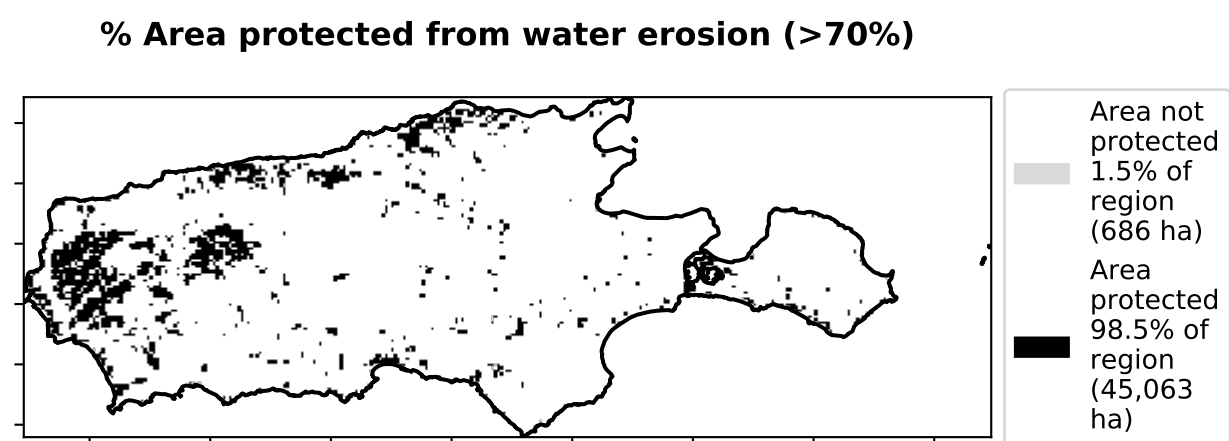 % Area protected from water erosion (>70%)
Area not
protected
1.5% of
region
(686 ha)
Area
protected
98.5% of
region
(45,063
ha)